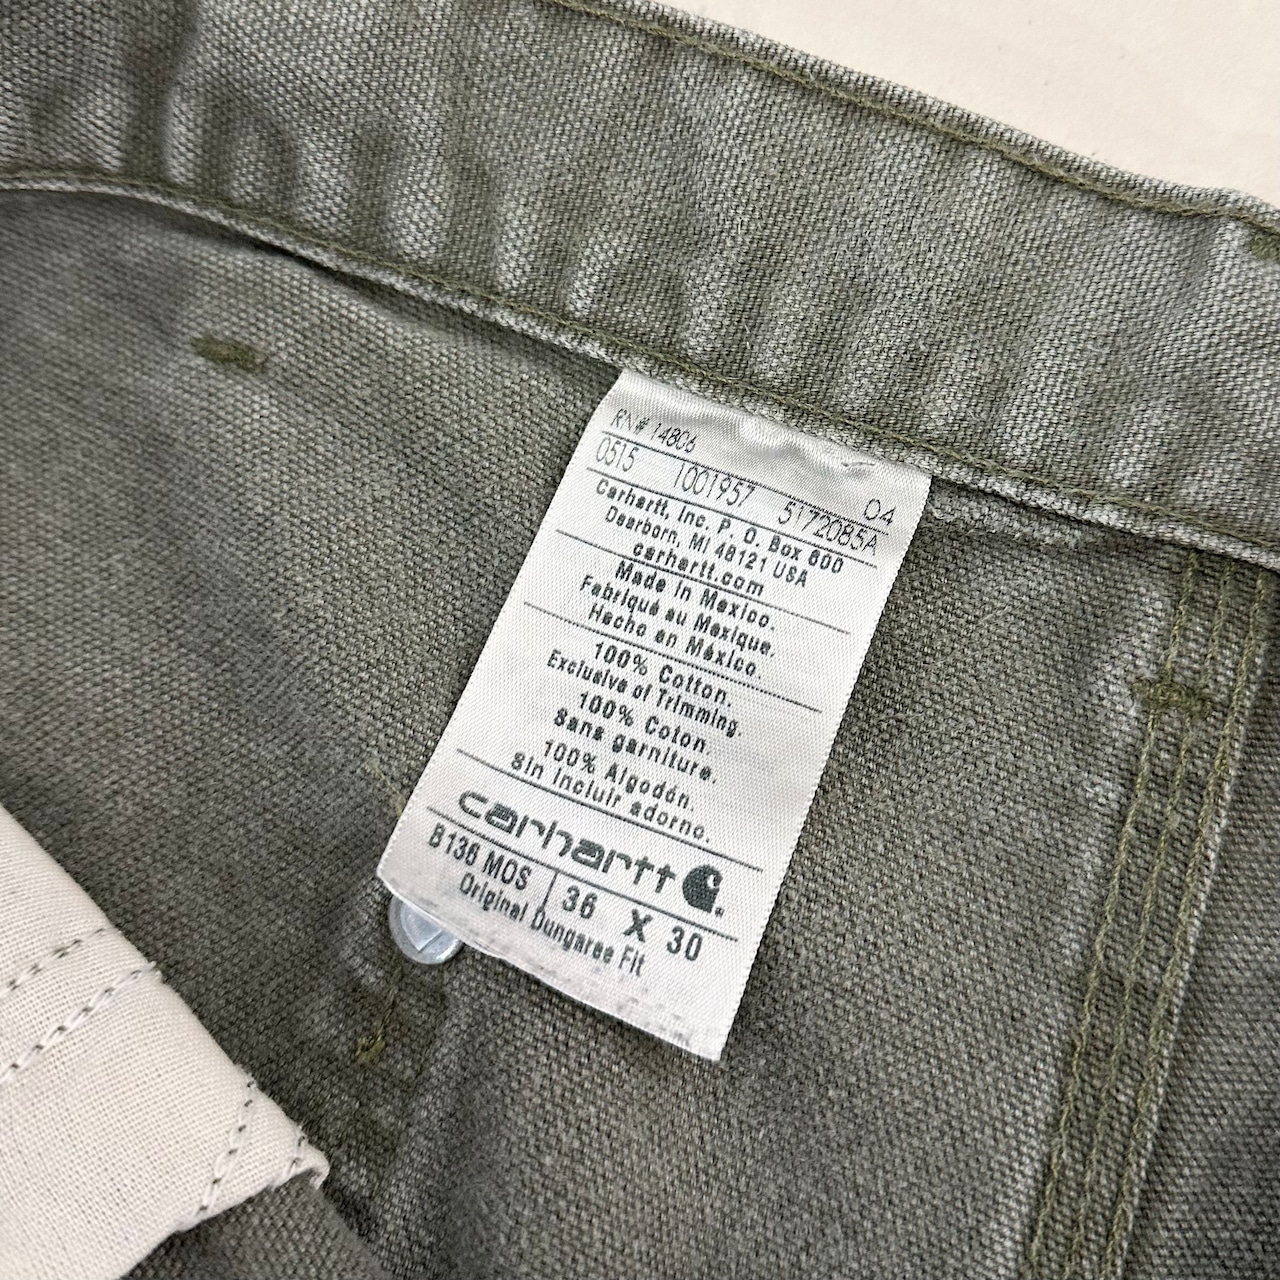 RN# 14806
04
0515 1001957 5172085A
Carhartt, Inc. P. O. Box 600
Dearborn, MI 48121 USA
carhartt.com
Made in Mexico.
Fabriqué au Mexique.
Hecho en México.
100% Cotton.
Exclusive of Trimming.
100% Coton.
Sans garniture.
100% Algodón.
Sin incluir adorno.
carhartt
B136 MOS 36 X 30
Original Dungaree Fit